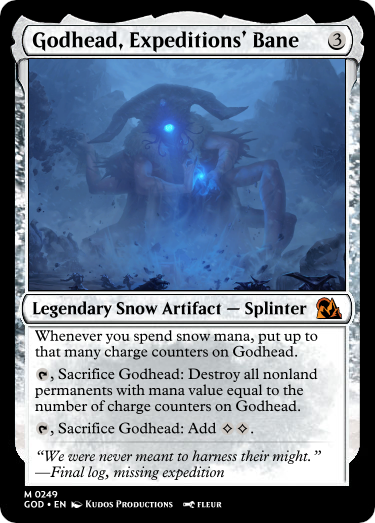 Godhead, Expeditions' Bane 3
Legendary Snow Artifact — Splinter
Whenever you spend snow mana, put up to
that many charge counters on Godhead.
, Sacrifice Godhead: Destroy all nonland
permanents with mana value equal to the
number of charge counters on Godhead.
, Sacrifice Godhead: Add .
“We were never meant to harness their might.”
—Final log, missing expedition
M 0249
GOD • EN Kudos Productions FLEUR